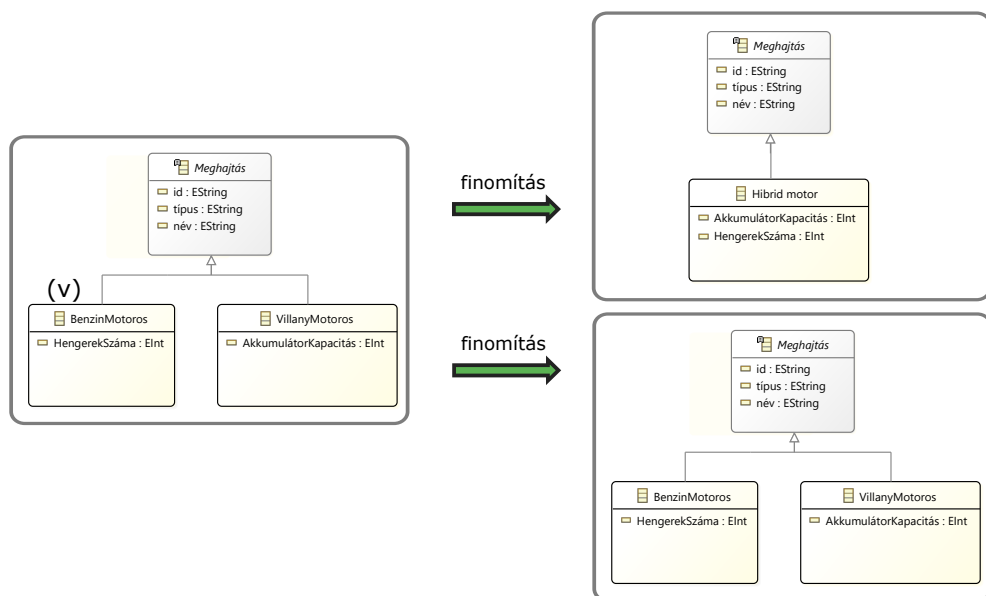 Meghajtás
id : EString
típus : EString
név : EString
(v)
BenzinMotoros
HengerekSzáma : EInt
VillanyMotoros
AkkumulátorKapacitás : EInt
finomítás
Meghajtás
id : EString
típus : EString
név : EString
Hibrid motor
AkkumulátorKapacitás : EInt
HengerekSzáma : EInt
finomítás
Meghajtás
id : EString
típus : EString
név : EString
BenzinMotoros
HengerekSzáma : EInt
VillanyMotoros
AkkumulátorKapacitás : EInt